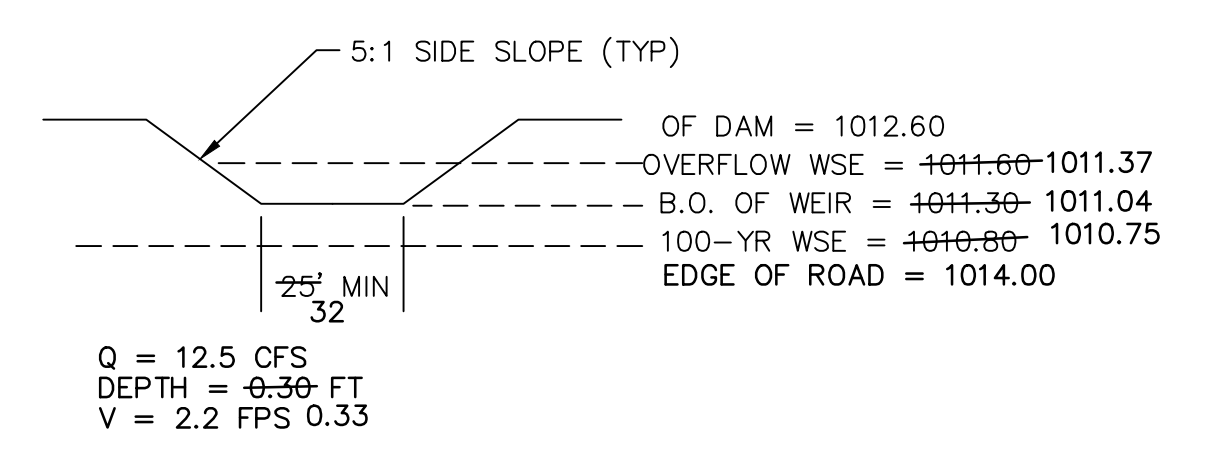 5:1 SIDE SLOPE (TYP)
OF DAM = 1012.60
OVERFLOW WSE = 1011.60 1011.37
B.O. OF WEIR = 1011.30 1011.04
100-YR WSE = 1010.80 1010.75
EDGE OF ROAD = 1014.00
25' MIN
32
Q = 12.5 CFS
DEPTH = 0.30 FT
V = 2.2 FPS 0.33